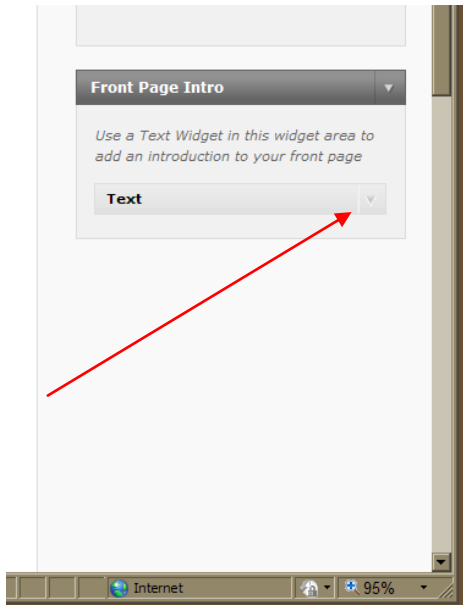 Front Page Intro
Use a Text Widget in this widget area to
add an introduction to your front page
Text
Internet
95%